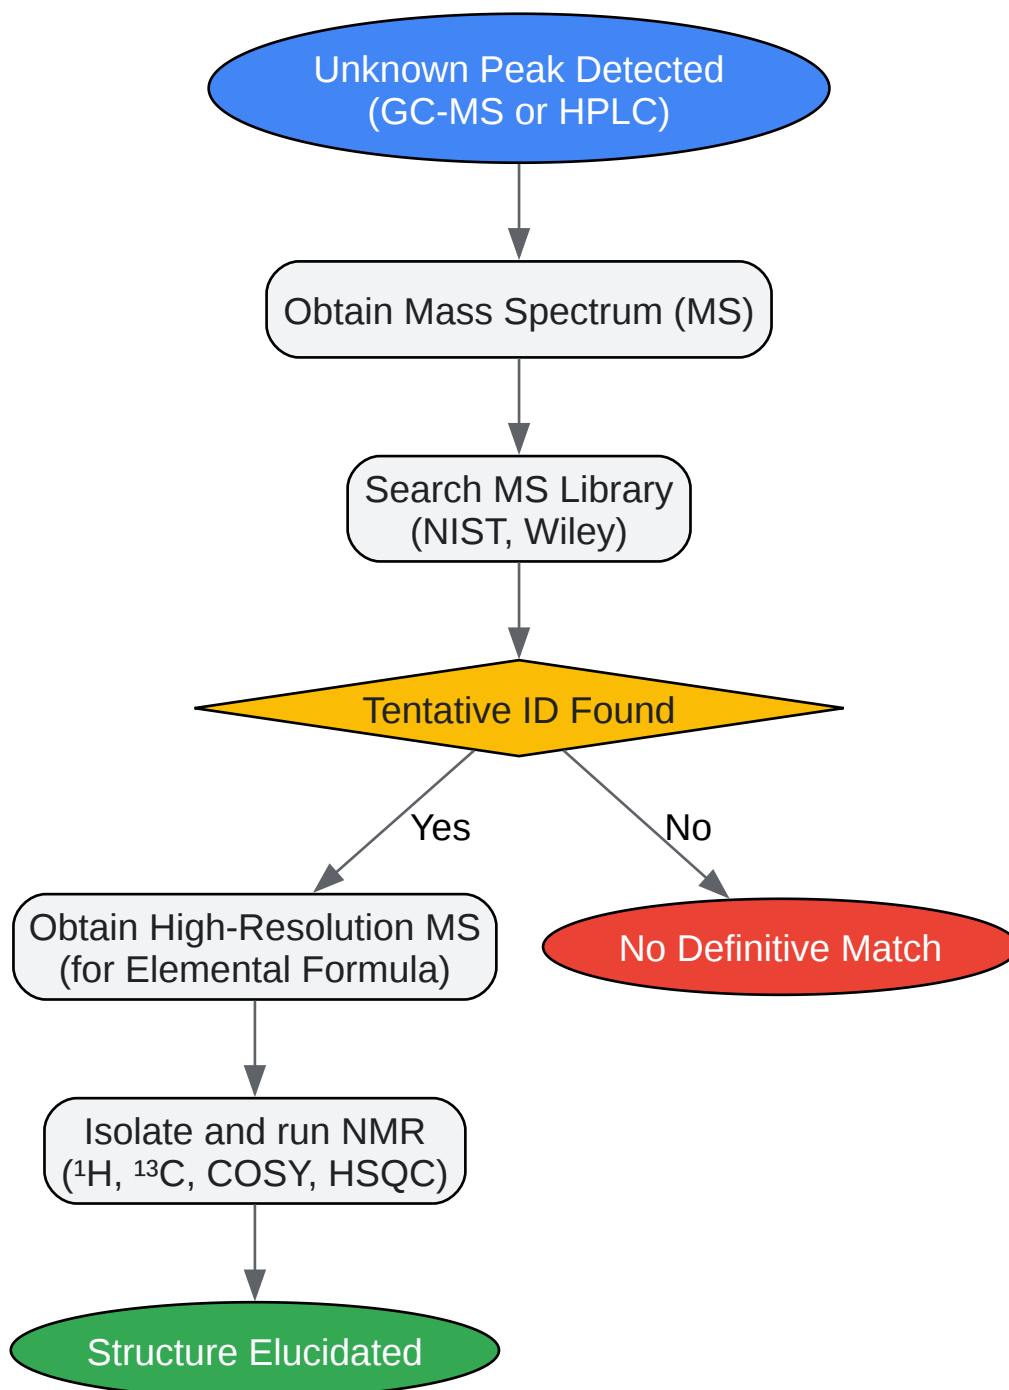 Unknown Peak Detected
(GC-MS or HPLC)
Obtain Mass Spectrum (MS)
Search MS Library
(NIST, Wiley)
Tentative ID Found
Yes
No
Obtain High-Resolution MS
(for Elemental Formula)
No Definitive Match
Isolate and run NMR
(¹H, ¹³C, COSY, HSQC)
Structure Elucidated